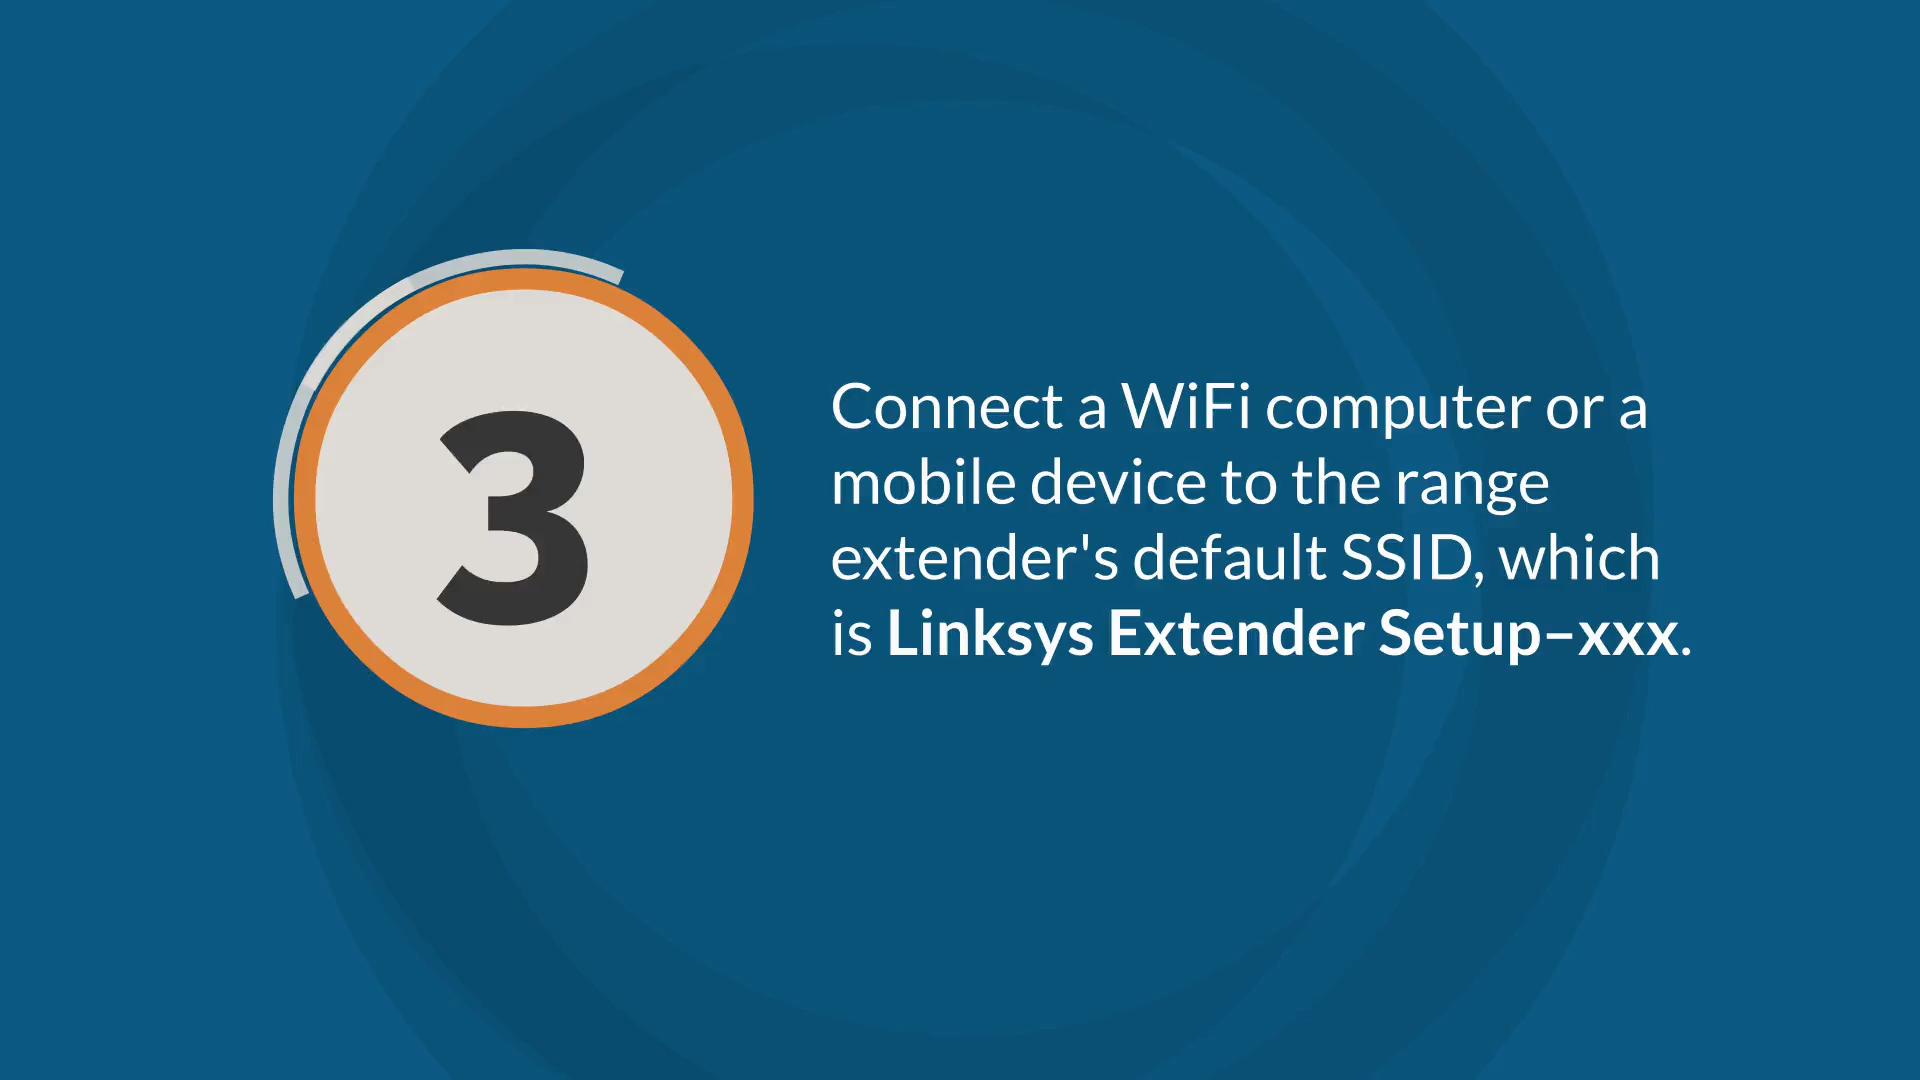 3
Connect a WiFi computer or a
mobile device to the range
extender's default SSID, which
is Linksys Extender Setup–xxx.